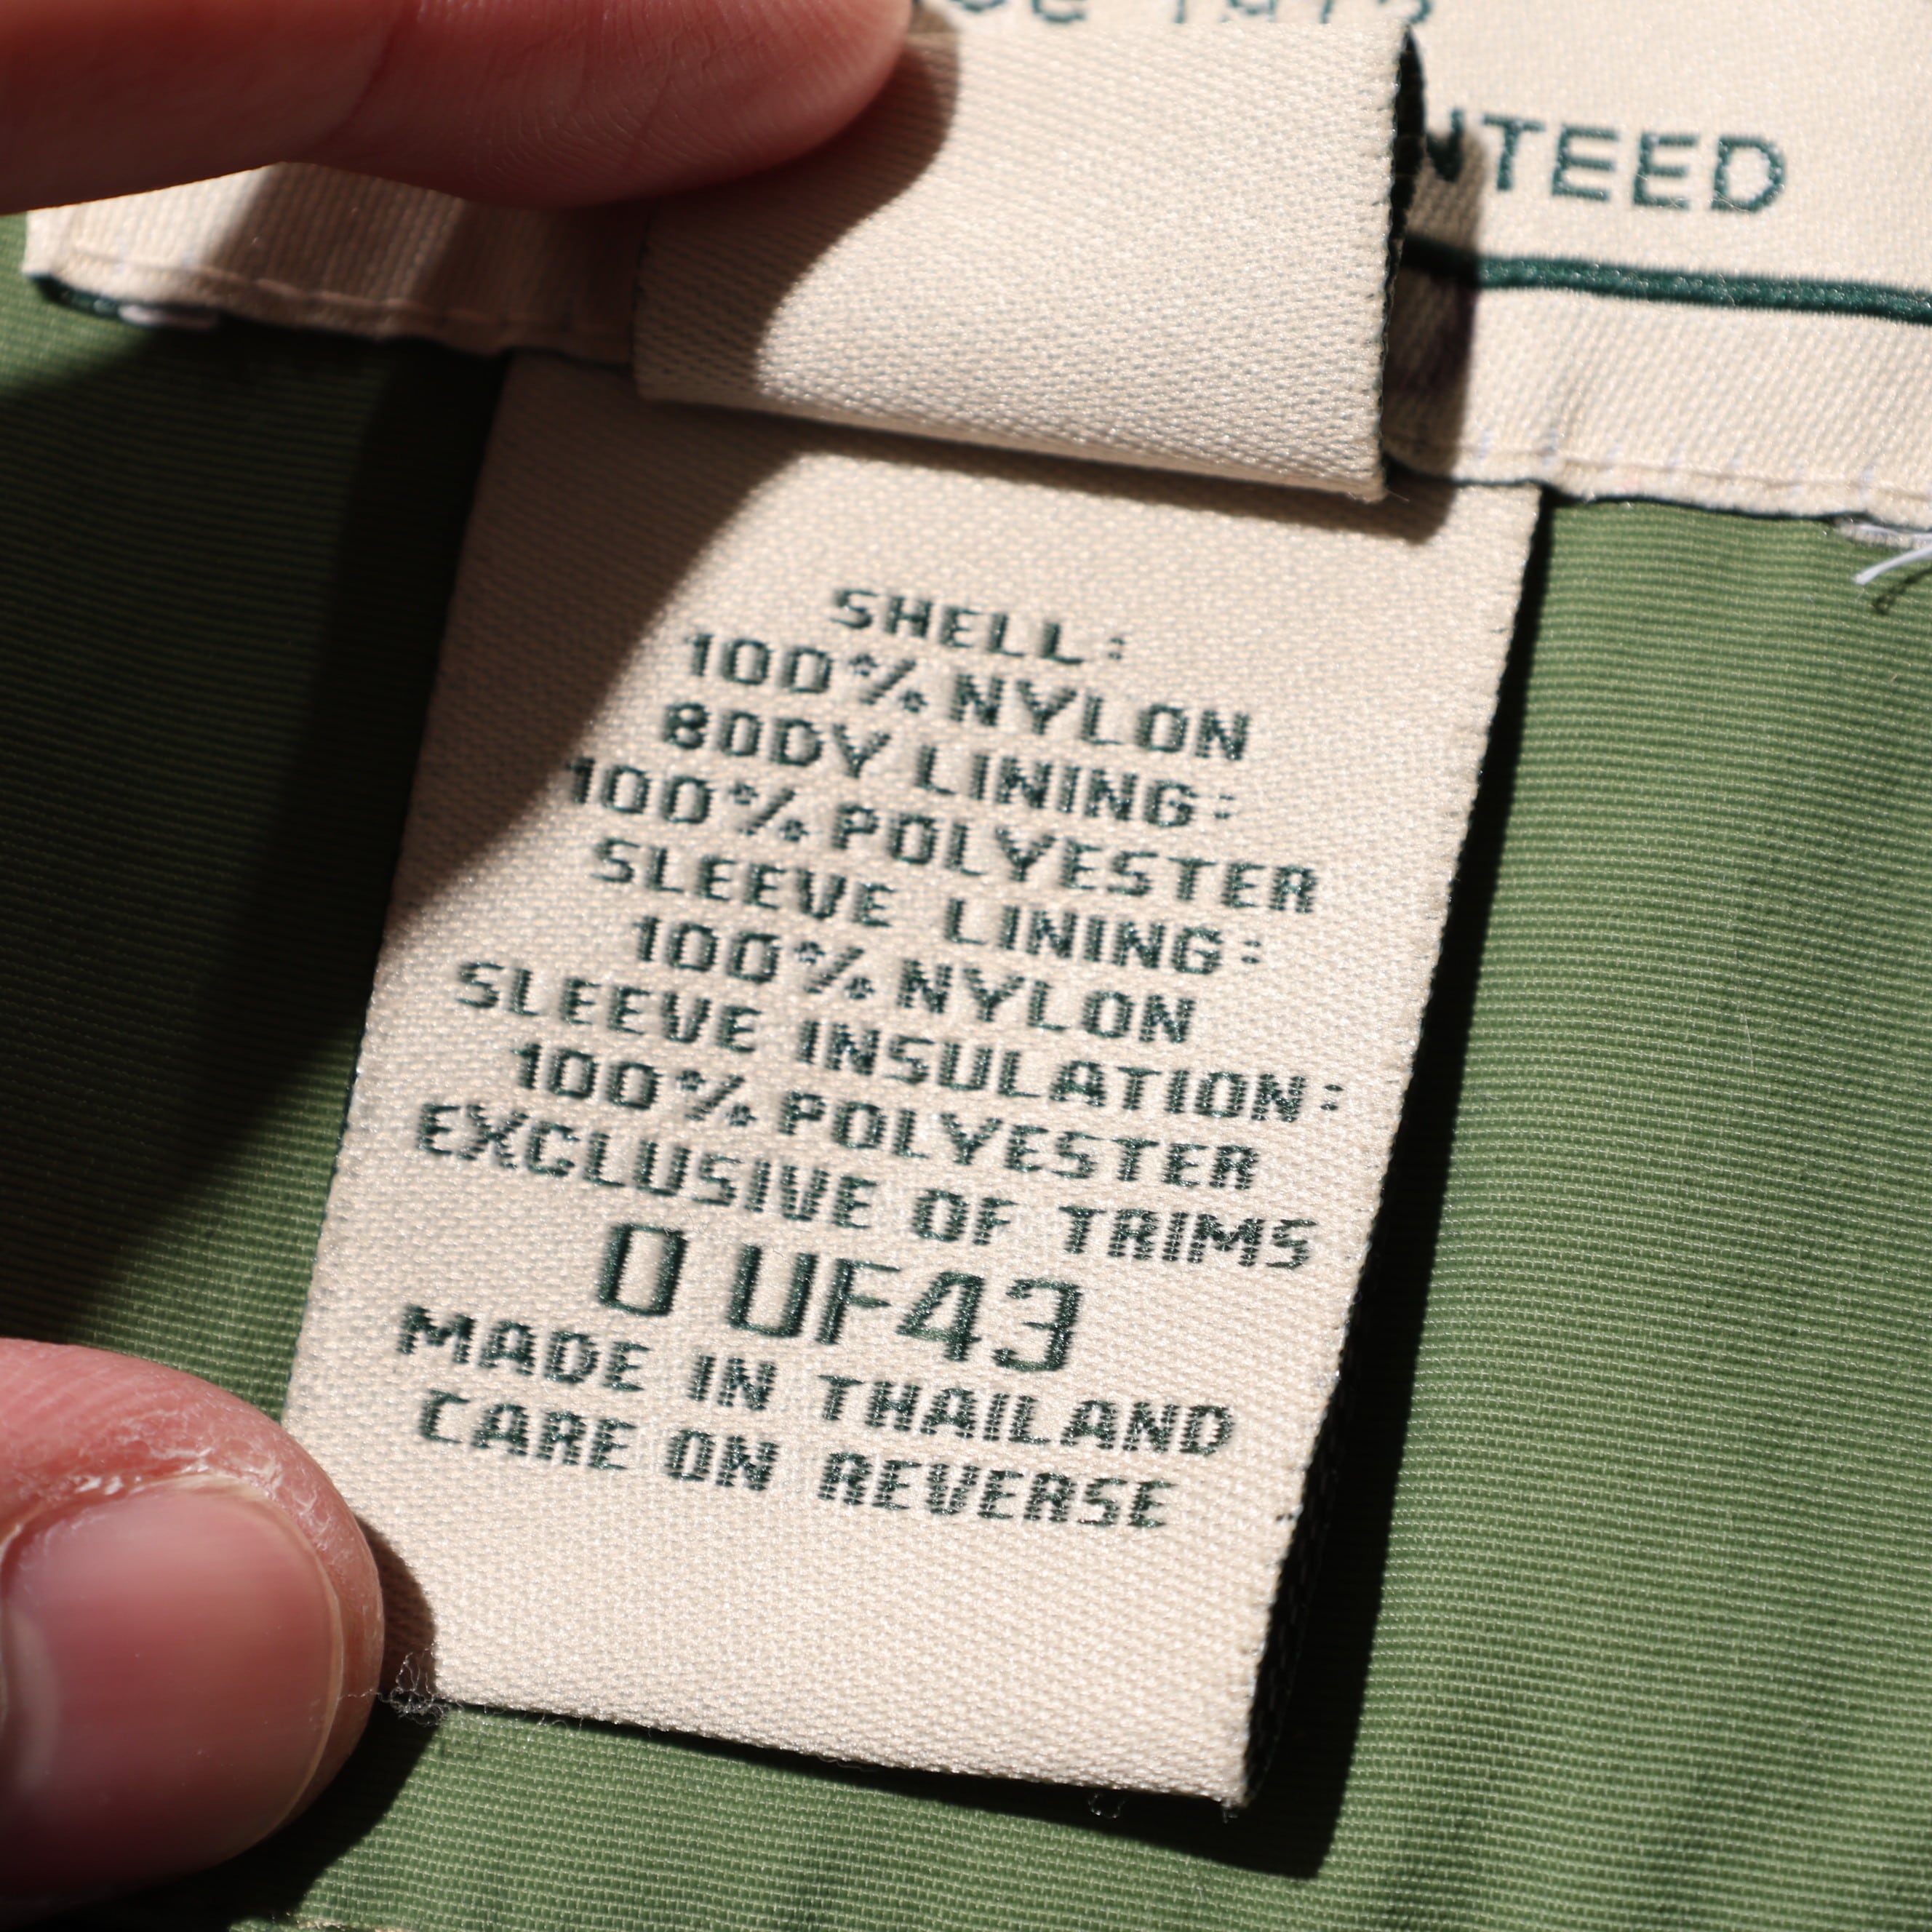 1973
NTEED
SHELL:
100% NYLON
BODY LINING:
100% POLYESTER
SLEEVE LINING:
100% NYLON
SLEEVE INSULATION:
100% POLYESTER
EXCLUSIVE OF TRIMS
0 UF43
MADE IN THAILAND
CARE ON REVERSE